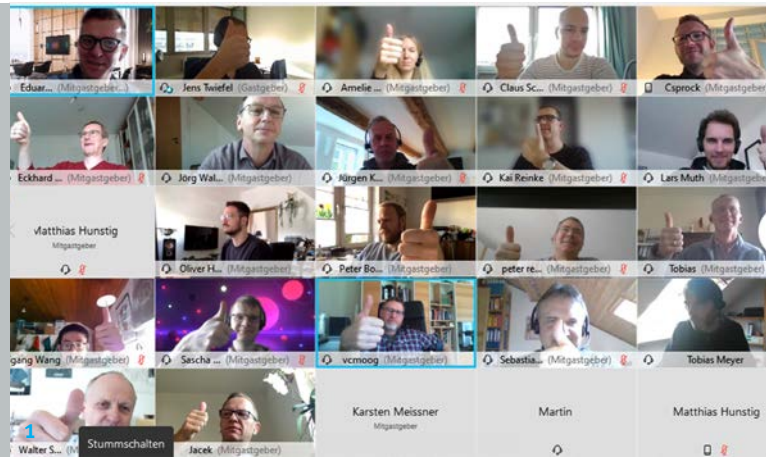 Eduar... (Mitgastgeber...)
Jens Twiefel (Gastgeber)
Amelie ... (Mitgastgeber)
Claus Sc... (Mitgastgeber)
Csprock (Mitgastgeber
Eckhard ... (Mitgastgeber)
Jörg Wal... (Mitgastgeber)
Jürgen K... (Mitgastgeber)
Kai Reinke (Mitgastgeber)
Lars Muth (Mitgastgebe
Matthias Hunstig
Mitgastgeber
Oliver H... (Mitgastgeber)
Peter Bo... (Mitgastgeber)
peter re... (Mitgastgeber)
Tobias (Mitgastgeber)
gang Wang (Mitgastgeber)
Sascha ... (Mitgastgeber)
vcmoog (Mitgastgeber)
Sebastia... (Mitgastgeber)
Tobias Meyer
1
Walter S... (M
Stummschalten
Jacek (Mitgastgeber)
Karsten Meissner
Mitgastgeber
Martin
Matthias Hunstig